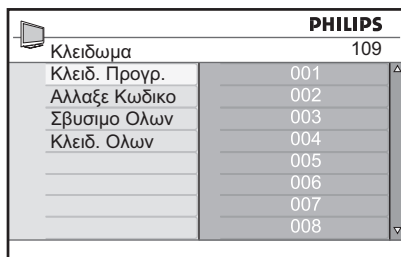 PHILIPS
Κλειδωμα 109
Κλειδ. Προγρ. 001
Αλλαξε Κωδικο 002
Σβυσιμο Ολων 003
Κλειδ. Ολων 004
005
006
007
008